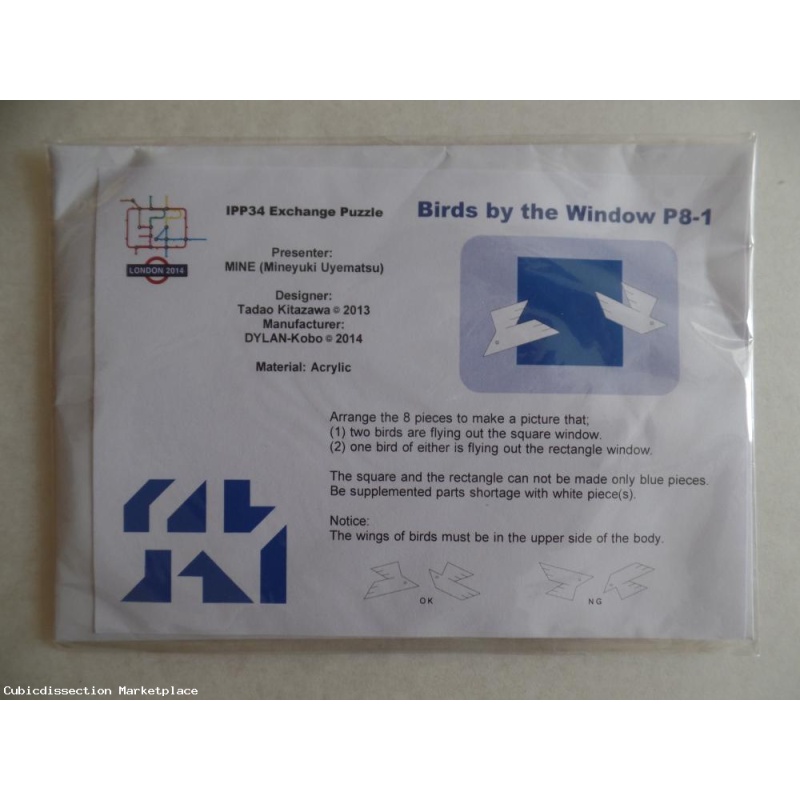 IPP34 Exchange Puzzle
Birds by the Window P8-1
LONDON 2014
Presenter:
MINE (Mineyuki Uyematsu)
Designer:
Tadao Kitazawa © 2013
Manufacturer:
DYLAN-Kobo © 2014
Material: Acrylic
Arrange the 8 pieces to make a picture that;
(1) two birds are flying out the square window.
(2) one bird of either is flying out the rectangle window.
The square and the rectangle can not be made only blue pieces.
Be supplemented parts shortage with white piece(s).
Notice:
The wings of birds must be in the upper side of the body.
OK
NG
Cubicdissection Marketplace